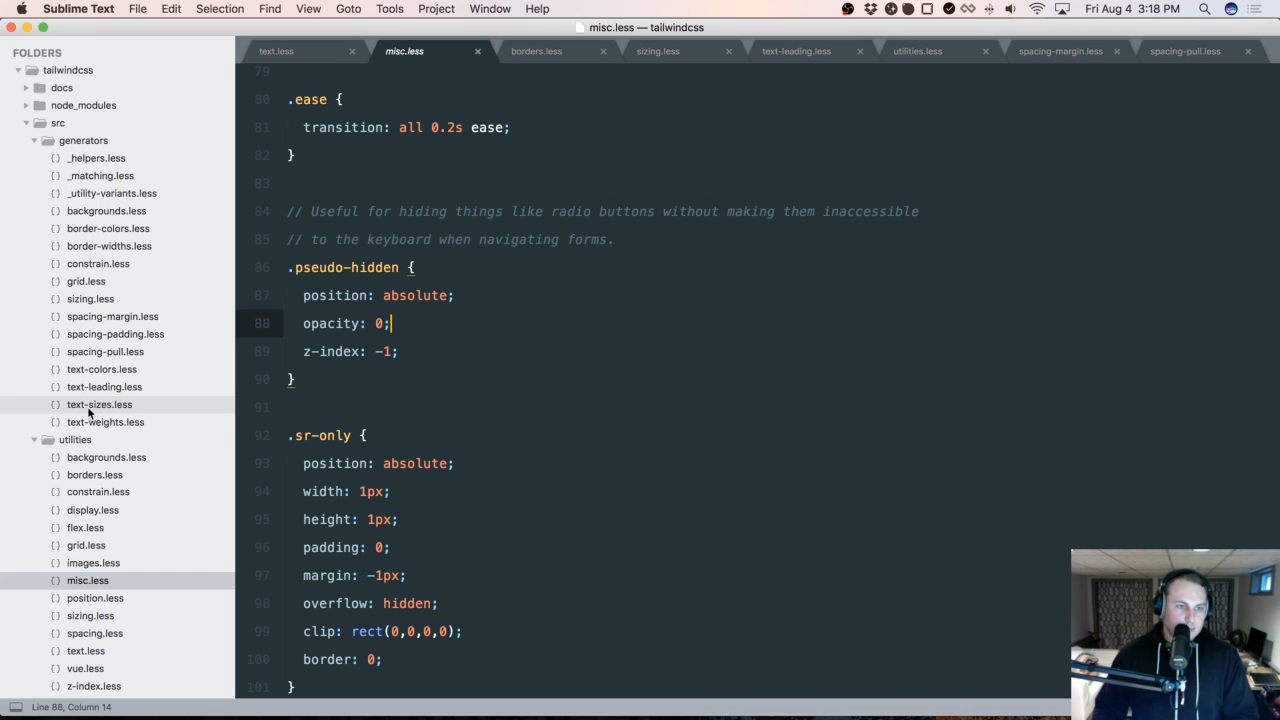 Sublime Text File Edit Selection Find View Goto Tools Project Window Help Fri Aug 4 3:18 PM
misc.less — tailwindcss
FOLDERS
tailwindcss
docs
node_modules
src
generators
_helpers.less
_matching.less
_utility-variants.less
backgrounds.less
border-colors.less
border-widths.less
constrain.less
grid.less
sizing.less
spacing-margin.less
spacing-padding.less
spacing-pull.less
text-colors.less
text-leading.less
text-sizes.less
text-weights.less
utilities
backgrounds.less
borders.less
constrain.less
display.less
flex.less
grid.less
images.less
misc.less
position.less
sizing.less
spacing.less
text.less
vue.less
z-index.less
text.less misc.less borders.less sizing.less text-leading.less utilities.less spacing-margin.less spacing-pull.less
79
80 .ease {
81 transition: all 0.2s ease;
82 }
83
84 // Useful for hiding things like radio buttons without making them inaccessible
85 // to the keyboard when navigating forms.
86 .pseudo-hidden {
87 position: absolute;
88 opacity: 0;
89 z-index: -1;
90 }
91
92 .sr-only {
93 position: absolute;
94 width: 1px;
95 height: 1px;
96 padding: 0;
97 margin: -1px;
98 overflow: hidden;
99 clip: rect(0,0,0,0);
100 border: 0;
101 }
Line 88, Column 14